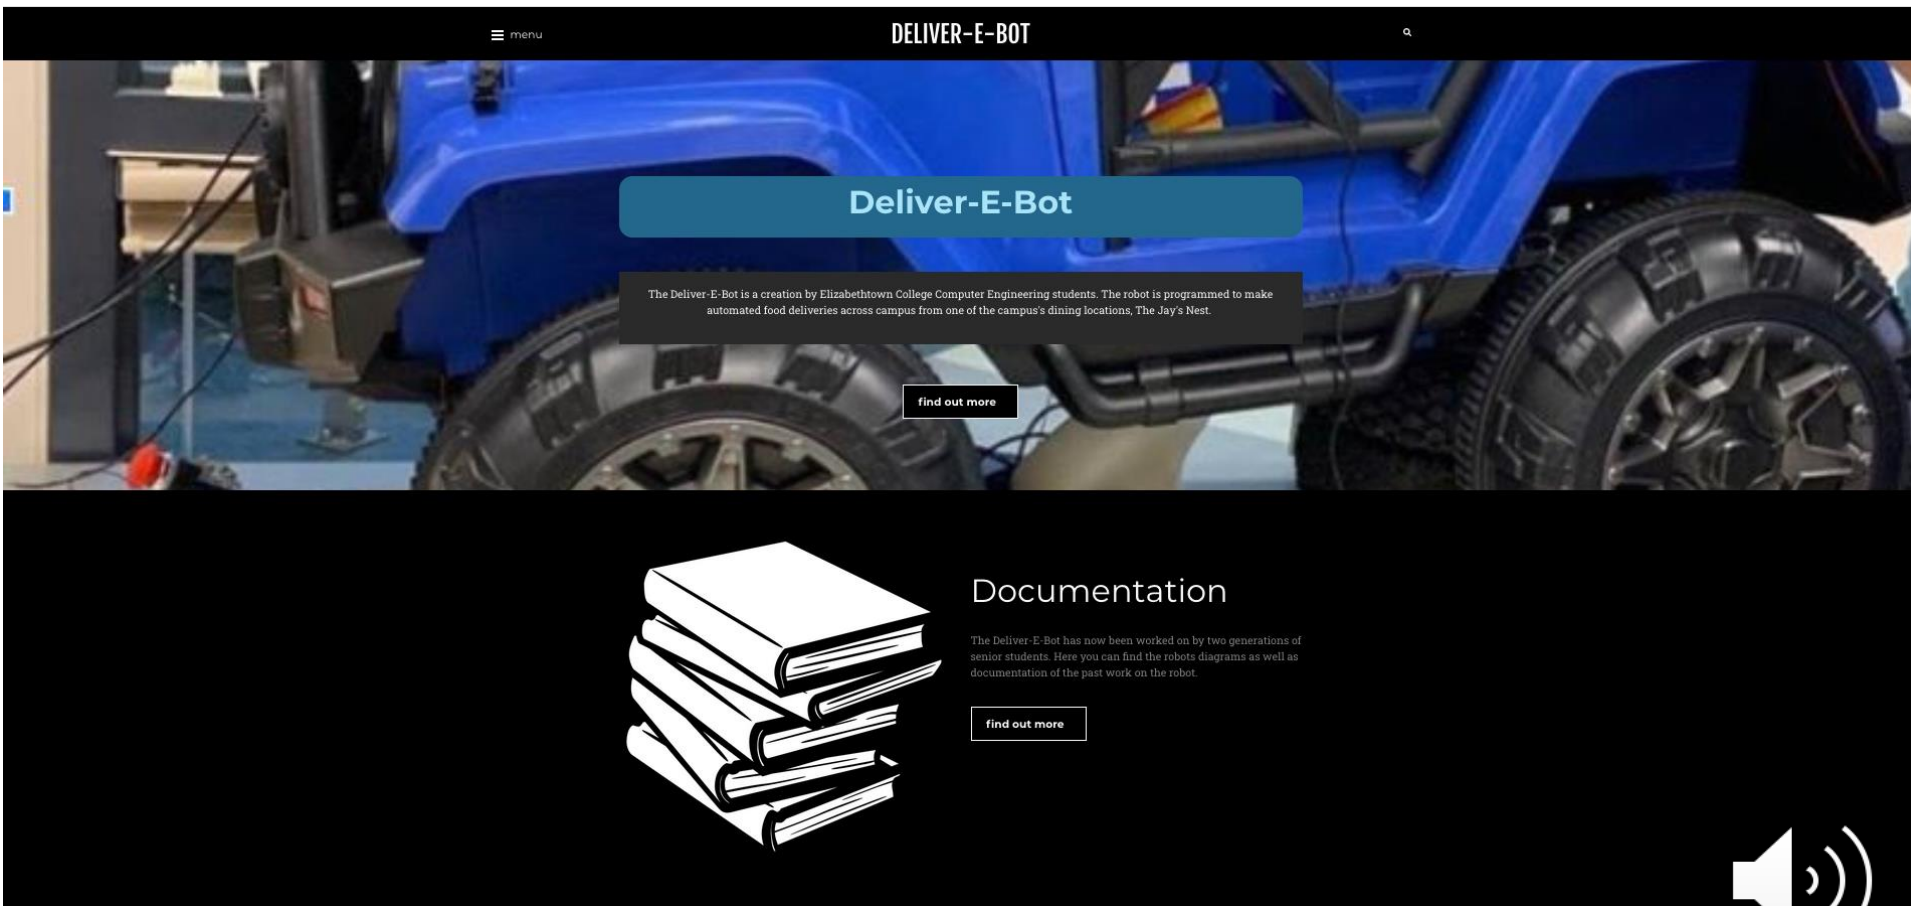 menu
DELIVER-E-BOT
Deliver-E-Bot
The Deliver-E-Bot is a creation by Elizabethtown College Computer Engineering students. The robot is programmed to make
automated food deliveries across campus from one of the campus's dining locations, The Jay's Nest.
find out more
Documentation
The Deliver-E-Bot has now been worked on by two generations of
senior students. Here you can find the robots diagrams as well as
documentation of the past work on the robot.
find out more